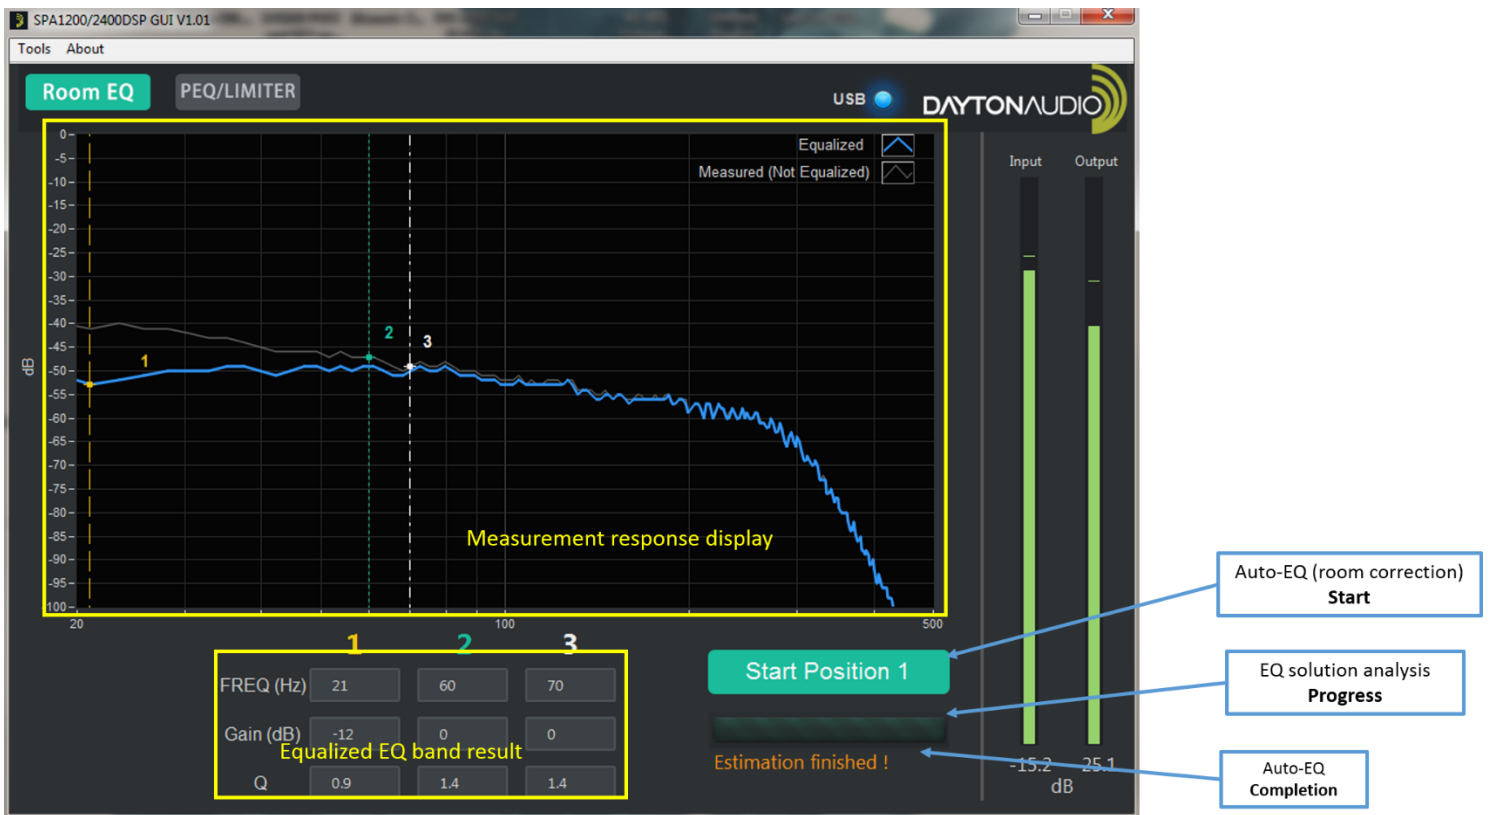 SPA1200/2400DSP GUI V1.01
Tools About
Room EQ PEQ/LIMITER
USB DAYTONAUDIO
Equalized
Measured (Not Equalized)
Input Output
dB
0
-5
-10
-15
-20
-25
-30
-35
-40
-45
-50
-55
-60
-65
-70
-75
-80
-85
-90
-95
-100
1
2
3
Measurement response display
20 100 500
1 2 3
FREQ (Hz) 21 60 70
Gain (dB) -12 0 0
Equalized EQ band result
Q 0.9 1.4 1.4
Start Position 1
Estimation finished !
-15.2 25.1
dB
Auto-EQ (room correction)
Start
EQ solution analysis
Progress
Auto-EQ
Completion